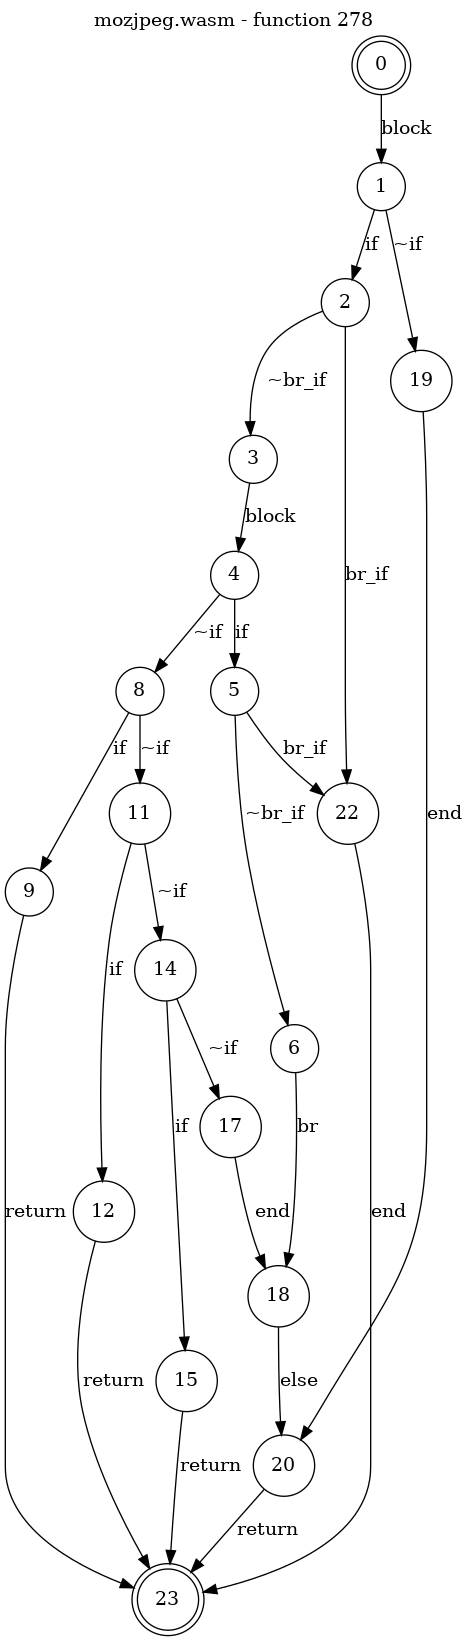 mozjpeg.wasm - function 278
0
block
1
if
~if
2
19
~br_if
3
block
4
br_if
~if
if
8
5
if
~if
br_if
11
~br_if
22
end
9
~if
if
14
6
~if
if
17
br
return
12
end
end
18
return
15
else
return
20
return
23